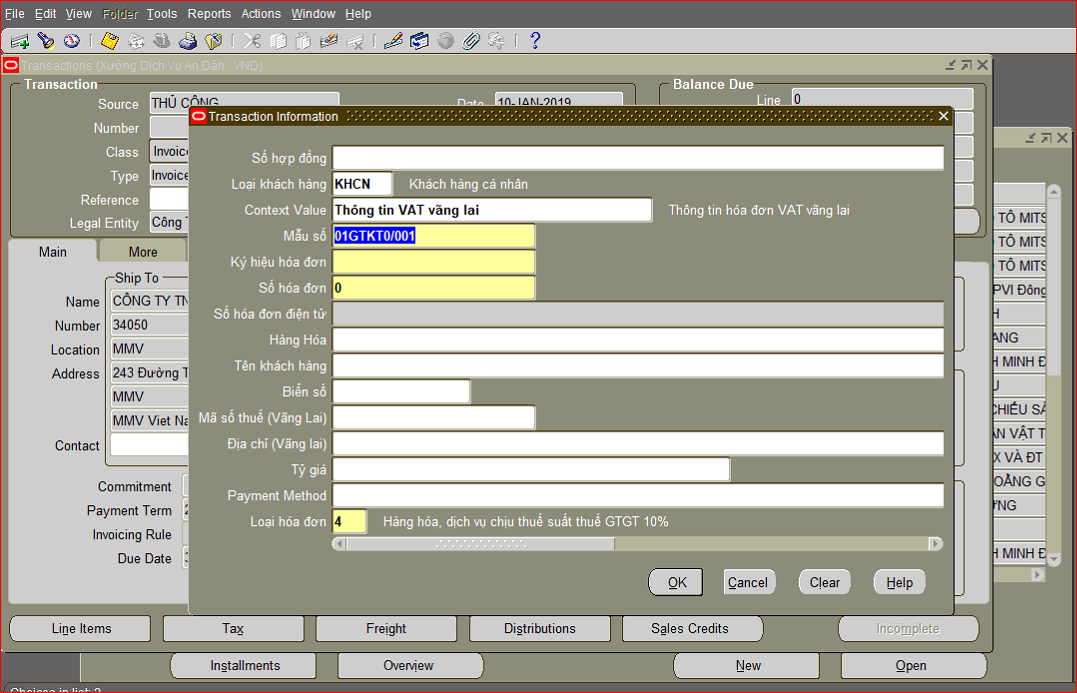 File Edit View Folder Tools Reports Actions Window Help
Transactions (Xưởng Dịch Vụ An Dân : VND)
Transaction
Balance Due
Source THỦ CÔNG
Date 10-JAN-2019
Line 0
Number
Class Invoice
Type Invoice
Reference
Legal Entity Công
Main More
Ship To
Name CÔNG TY TN
Number 34050
Location MMV
Address 243 Đường T
MMV
MMV Viet Na
Contact
Commitment
Payment Term
Invoicing Rule
Due Date
Transaction Information
Số hợp đồng
Loại khách hàng KHCN Khách hàng cá nhân
Context Value Thông tin VAT vãng lai Thông tin hóa đơn VAT vãng lai
Mẫu số 01GTKT0/001
Ký hiệu hóa đơn
Số hóa đơn 0
Số hóa đơn điện tử
Hàng Hóa
Tên khách hàng
Biển số
Mã số thuế (Vãng Lai)
Địa chỉ (Vãng lai)
Tỷ giá
Payment Method
Loại hóa đơn 4 Hàng hóa, dịch vụ chịu thuế suất thuế GTGT 10%
OK Cancel Clear Help
TÔ MITS
TÔ MITS
TÔ MITS
PVI Đông
H
ANG
H MINH Đ
U
CHIẾU SÁ
ÀN VẬT T
X VÀ ĐT
OẰNG G
ƯNG
H MINH Đ
Line Items Tax Freight Distributions Sales Credits Incomplete
Installments Overview New Open
Choices in list: 2